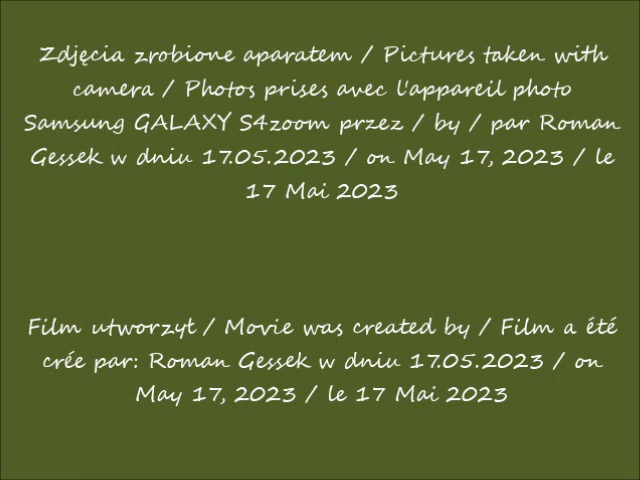 Zdjęcia zrobione aparatem / Pictures taken with
camera / Photos prises avec l'appareil photo
Samsung GALAXY S4zoom przez / by / par Roman
Gessek w dniu 17.05.2023 / on May 17, 2023 / le
17 Mai 2023
Film utworzył / Movie was created by / Film a été
crée par: Roman Gessek w dniu 17.05.2023 / on
May 17, 2023 / le 17 Mai 2023